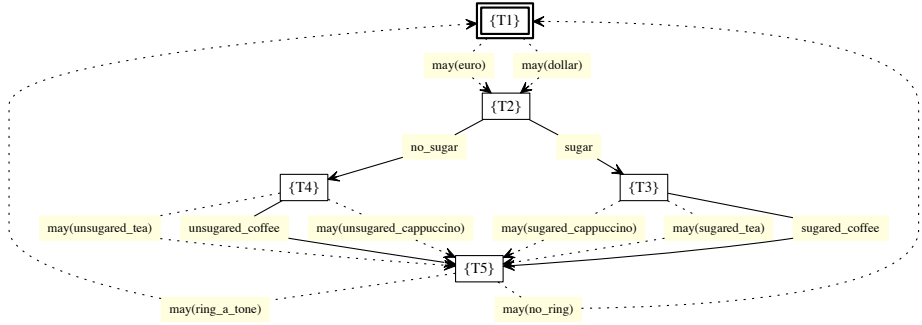 {T1}
may(euro) may(dollar)
{T2}
no_sugar sugar
{T4} {T3}
may(unsugared_tea) unsugared_coffee may(unsugared_cappuccino) may(sugared_cappuccino) may(sugared_tea) sugared_coffee
{T5}
may(ring_a_tone) may(no_ring)